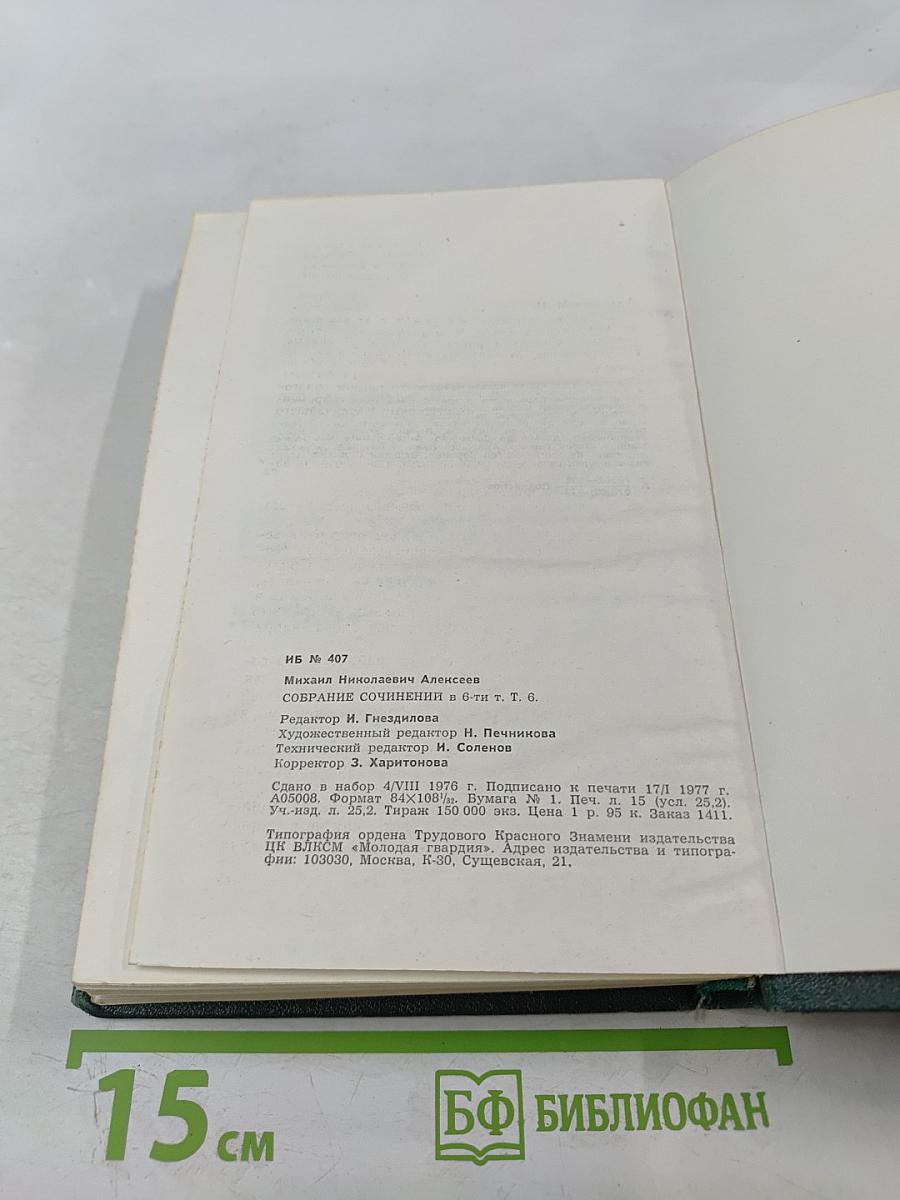 ИБ № 407
Михаил Николаевич Алексеев
СОБРАНИЕ СОЧИНЕНИЙ в 6-ти т. Т. 6.
Редактор И. Гнездилова
Художественный редактор Н. Печникова
Технический редактор И. Соленов
Корректор З. Харитонова
Сдано в набор 4/VIII 1976 г. Подписано к печати 17/I 1977 г.
А05008. Формат 84×108¹/₃₂. Бумага № 1. Печ. л. 15 (усл. 25,2).
Уч.-изд. л. 25,2. Тираж 150 000 экз. Цена 1 р. 95 к. Заказ 1411.
Типография ордена Трудового Красного Знамени издательства
ЦК ВЛКСМ «Молодая гвардия». Адрес издательства и типогра-
фии: 103030, Москва, К-30, Сущевская, 21.
15 см
БФ БИБЛИОФАН